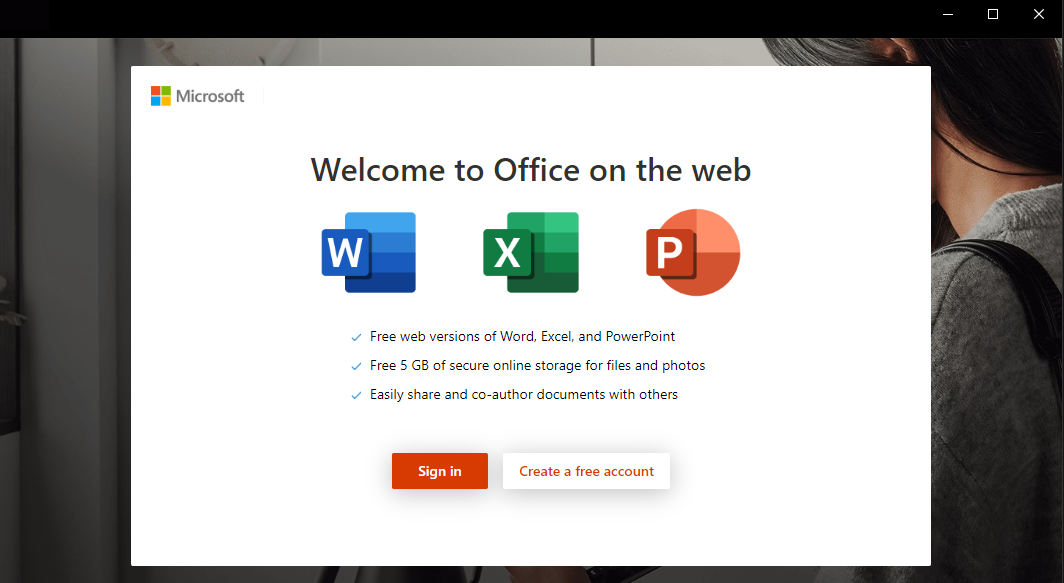 Microsoft
Welcome to Office on the web
W
X
P
Free web versions of Word, Excel, and PowerPoint
Free 5 GB of secure online storage for files and photos
Easily share and co-author documents with others
Sign in
Create a free account